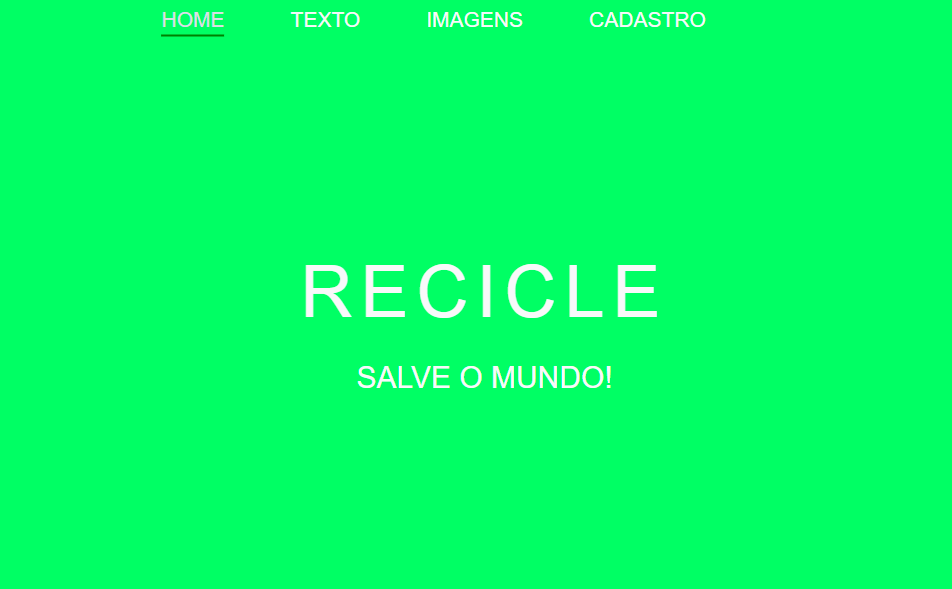 HOME TEXTO IMAGENS CADASTRO
RECICLE
SALVE O MUNDO!